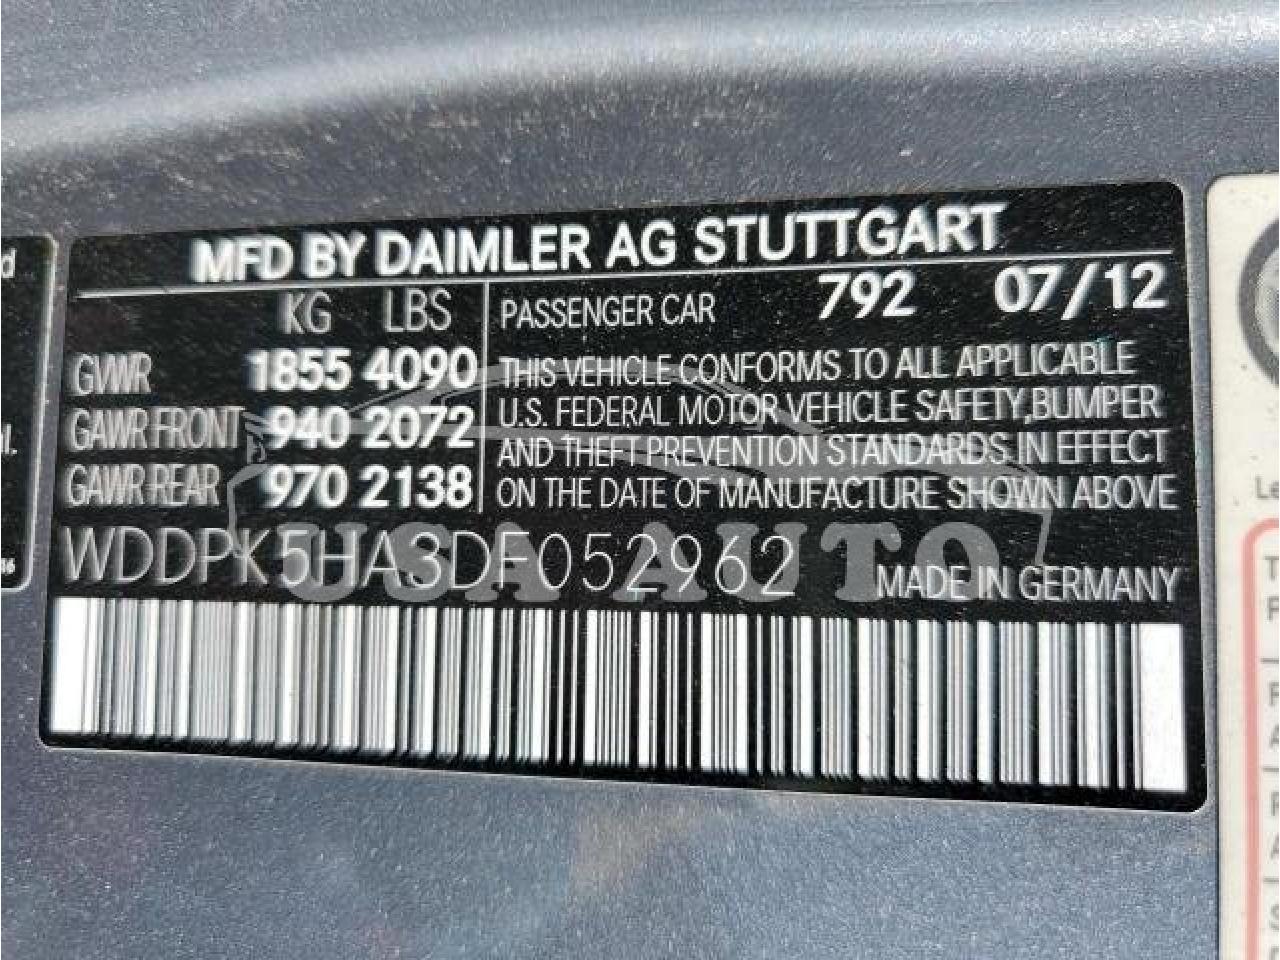 MFD BY DAIMLER AG STUTTGART
KG LBS
PASSENGER CAR 792 07/12
GVWR 1855 4090
GAWR FRONT 940 2072
GAWR REAR 970 2138
THIS VEHICLE CONFORMS TO ALL APPLICABLE
U.S. FEDERAL MOTOR VEHICLE SAFETY, BUMPER
AND THEFT PREVENTION STANDARDS IN EFFECT
ON THE DATE OF MANUFACTURE SHOWN ABOVE
WDDPK5HA3DF052962
MADE IN GERMANY
USA AUTO